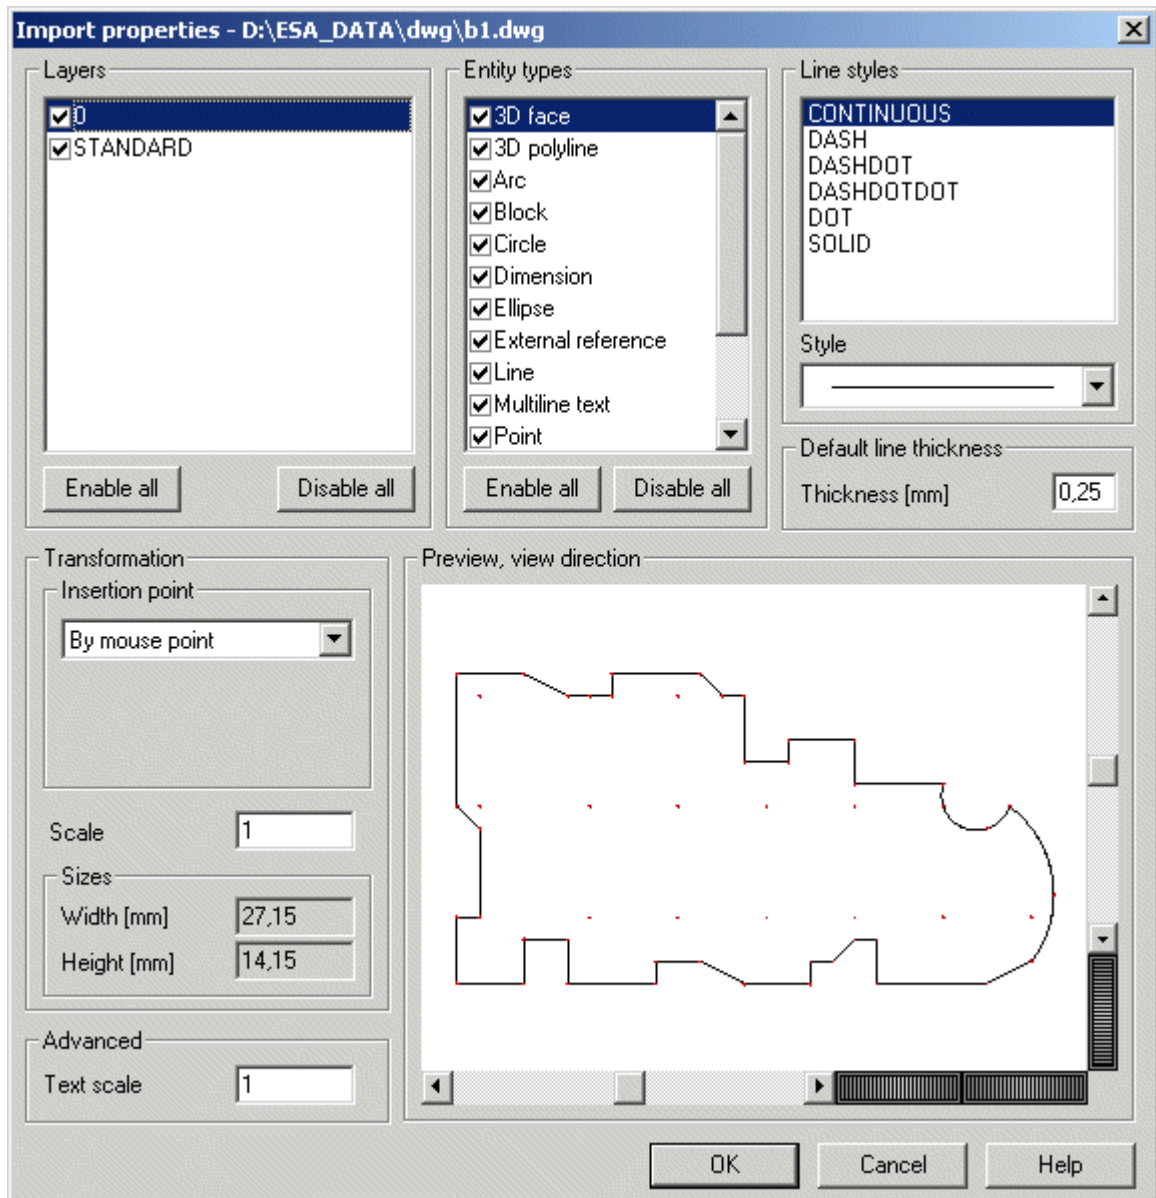 Import properties - D:\ESA_DATA\dwg\b1.dwg
Layers
0
STANDARD
Enable all
Disable all
Entity types
3D face
3D polyline
Arc
Block
Circle
Dimension
Ellipse
External reference
Line
Multiline text
Point
Enable all
Disable all
Line styles
CONTINUOUS
DASH
DASHDOT
DASHDOTDOT
DOT
SOLID
Style
Default line thickness
Thickness [mm] 0,25
Transformation
Insertion point
By mouse point
Scale 1
Sizes
Width [mm] 27,15
Height [mm] 14,15
Advanced
Text scale 1
Preview, view direction
OK
Cancel
Help